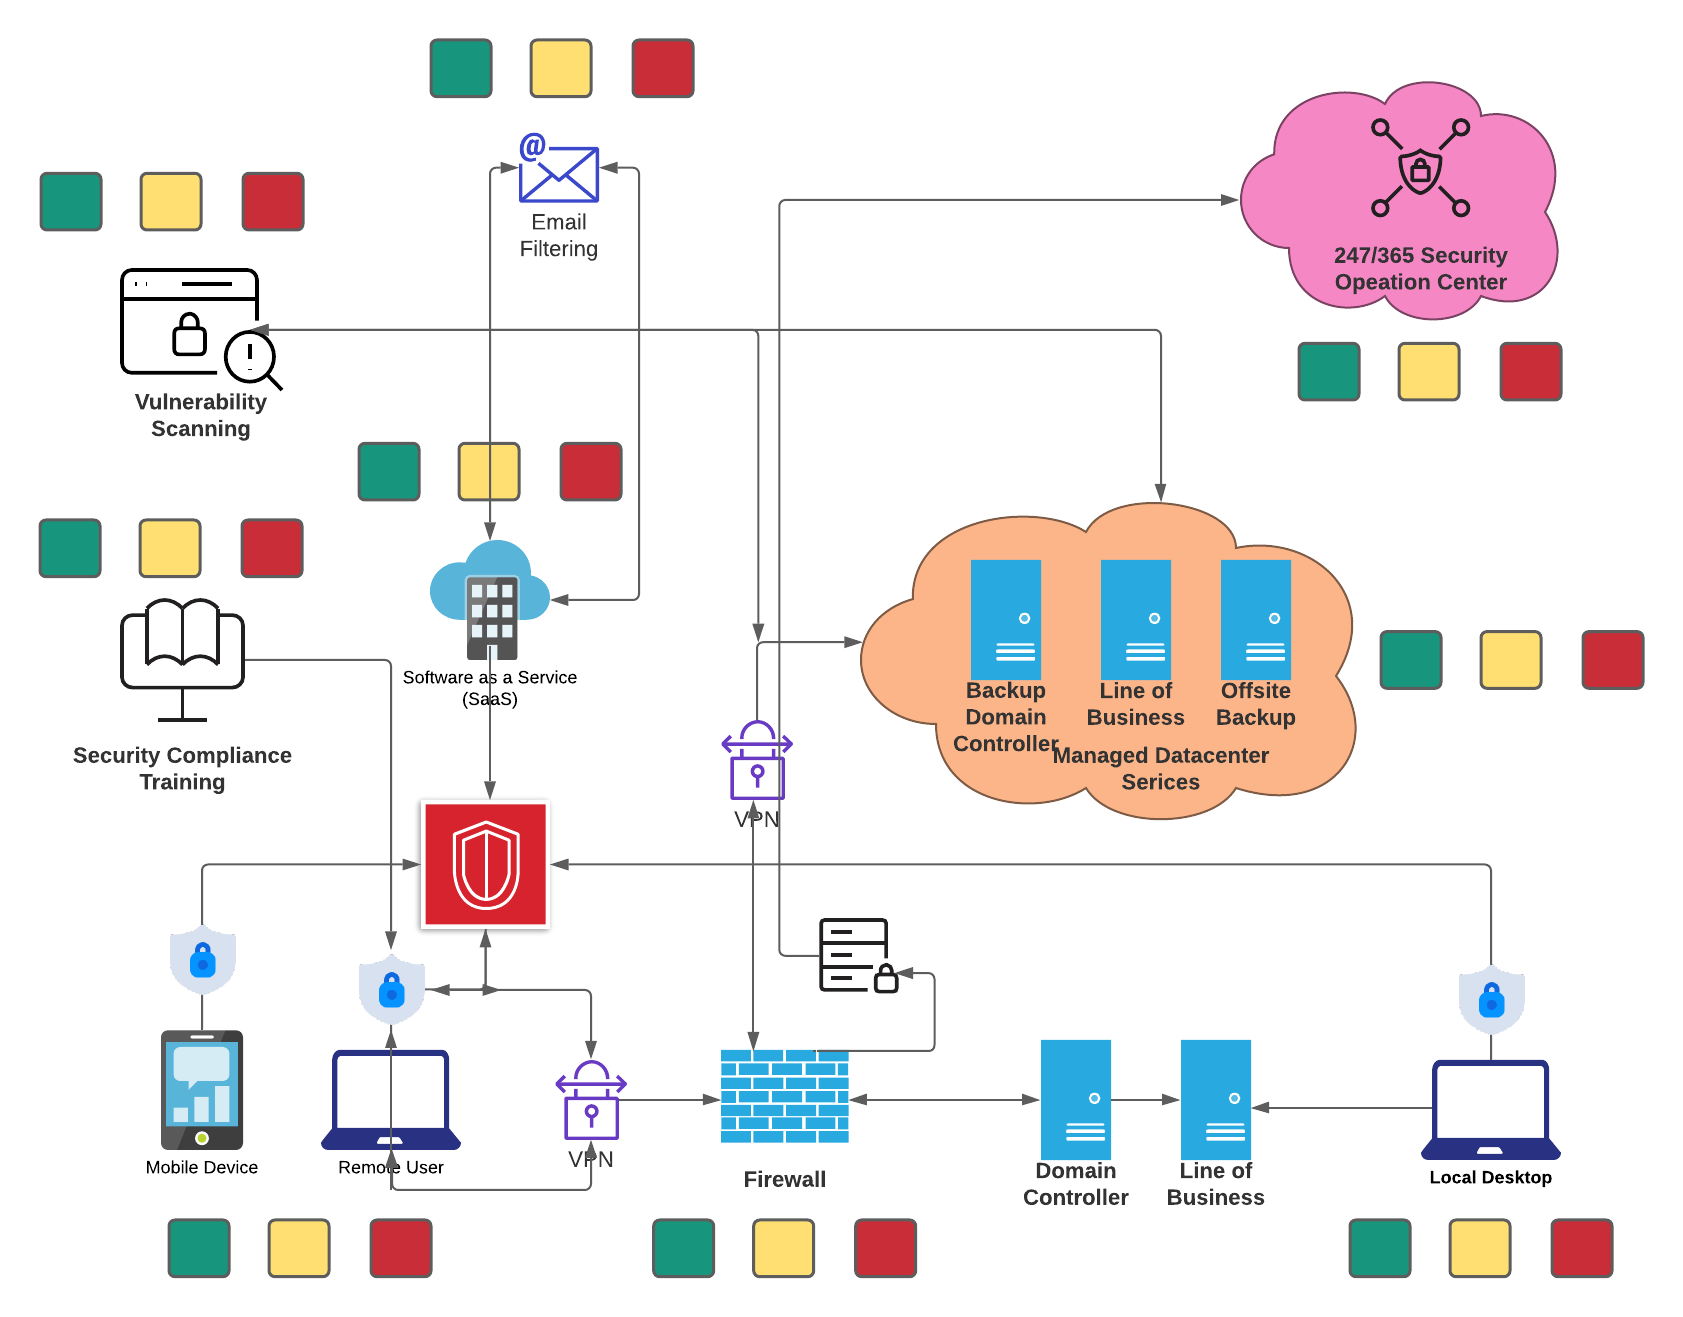 @
Email
Filtering
247/365 Security
Opeation Center
Vulnerability
Scanning
Software as a Service
(SaaS)
Security Compliance
Training
Backup
Domain
Controller
Line of
Business
Offsite
Backup
Managed Datacenter
Serices
VPN
Mobile Device
Remote User
VPN
Firewall
Domain
Controller
Line of
Business
Local Desktop